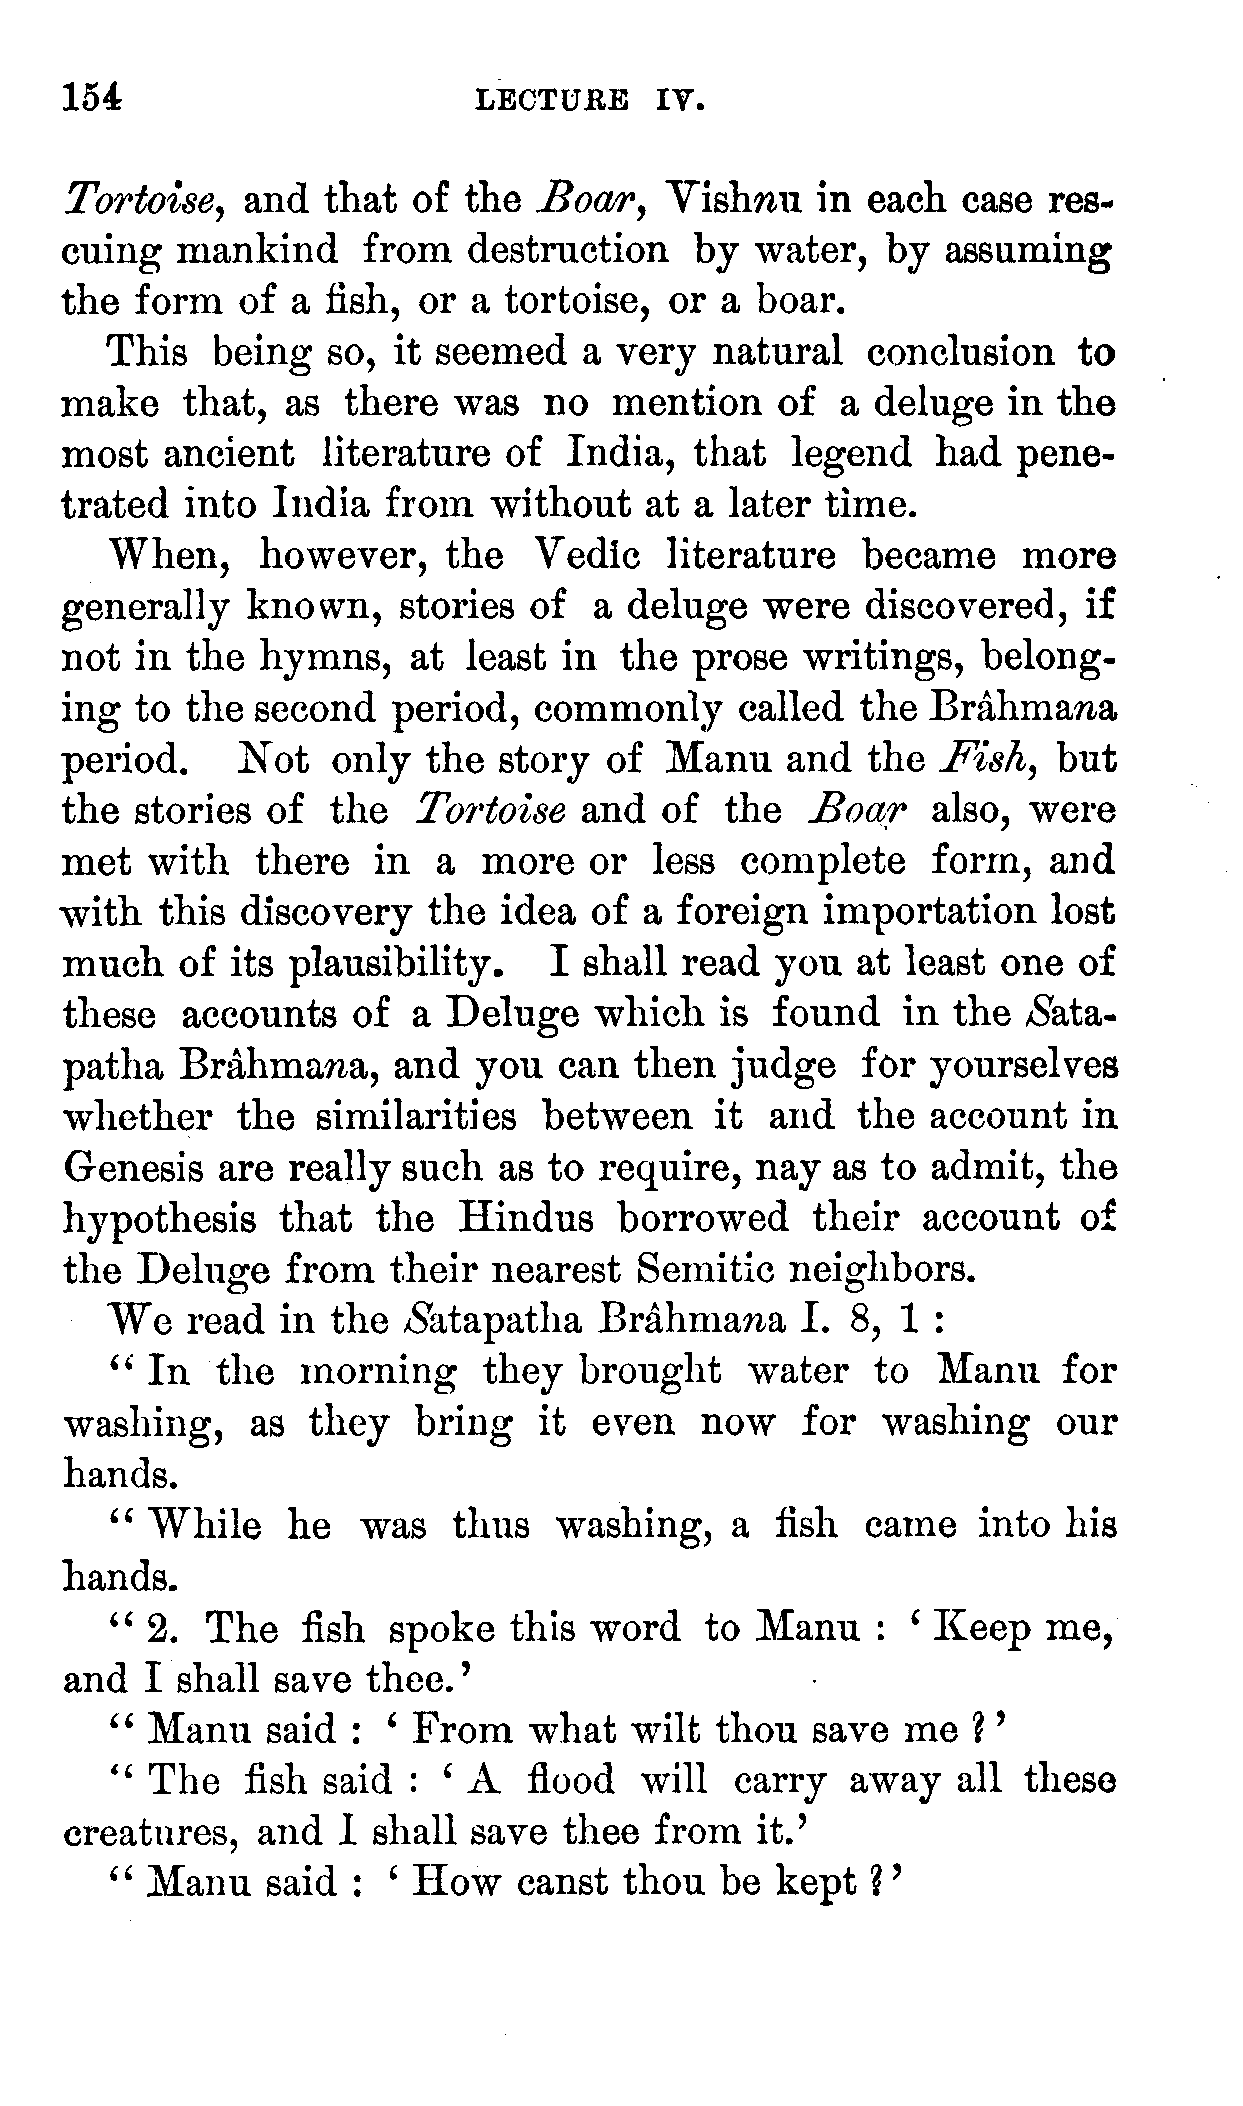 154 LECTURE IV.
Tortoise, and that of the Boar, Vishnu in each case res-
cuing mankind from destruction by water, by assuming
the form of a fish, or a tortoise, or a boar.
This being so, it seemed a very natural conclusion to
make that, as there was no mention of a deluge in the
most ancient literature of India, that legend had pene-
trated into India from without at a later time.
When, however, the Vedic literature became more
generally known, stories of a deluge were discovered, if
not in the hymns, at least in the prose writings, belong-
ing to the second period, commonly called the Brâhmana
period. Not only the story of Manu and the Fish, but
the stories of the Tortoise and of the Boar also, were
met with there in a more or less complete form, and
with this discovery the idea of a foreign importation lost
much of its plausibility. I shall read you at least one of
these accounts of a Deluge which is found in the Sata-
patha Brâhmana, and you can then judge for yourselves
whether the similarities between it and the account in
Genesis are really such as to require, nay as to admit, the
hypothesis that the Hindus borrowed their account of
the Deluge from their nearest Semitic neighbors.
We read in the Satapatha Brâhmana I. 8, 1 :
“ In the morning they brought water to Manu for
washing, as they bring it even now for washing our
hands.
“ While he was thus washing, a fish came into his
hands.
“ 2. The fish spoke this word to Manu : ‘ Keep me,
and I shall save thee.’
“ Manu said : ‘ From what wilt thou save me ?’
“ The fish said : ‘ A flood will carry away all these
creatures, and I shall save thee from it.’
“ Manu said : ‘ How canst thou be kept ?’